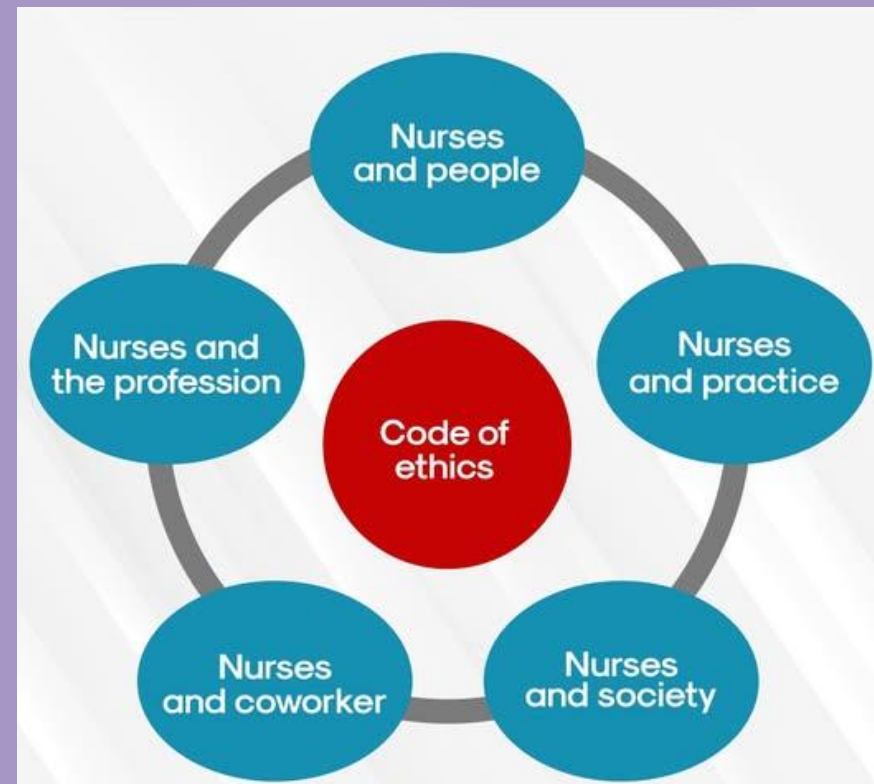 Nurses
and people
Nurses and
the profession
Nurses
and practice
Code of
ethics
Nurses
and coworker
Nurses
and society